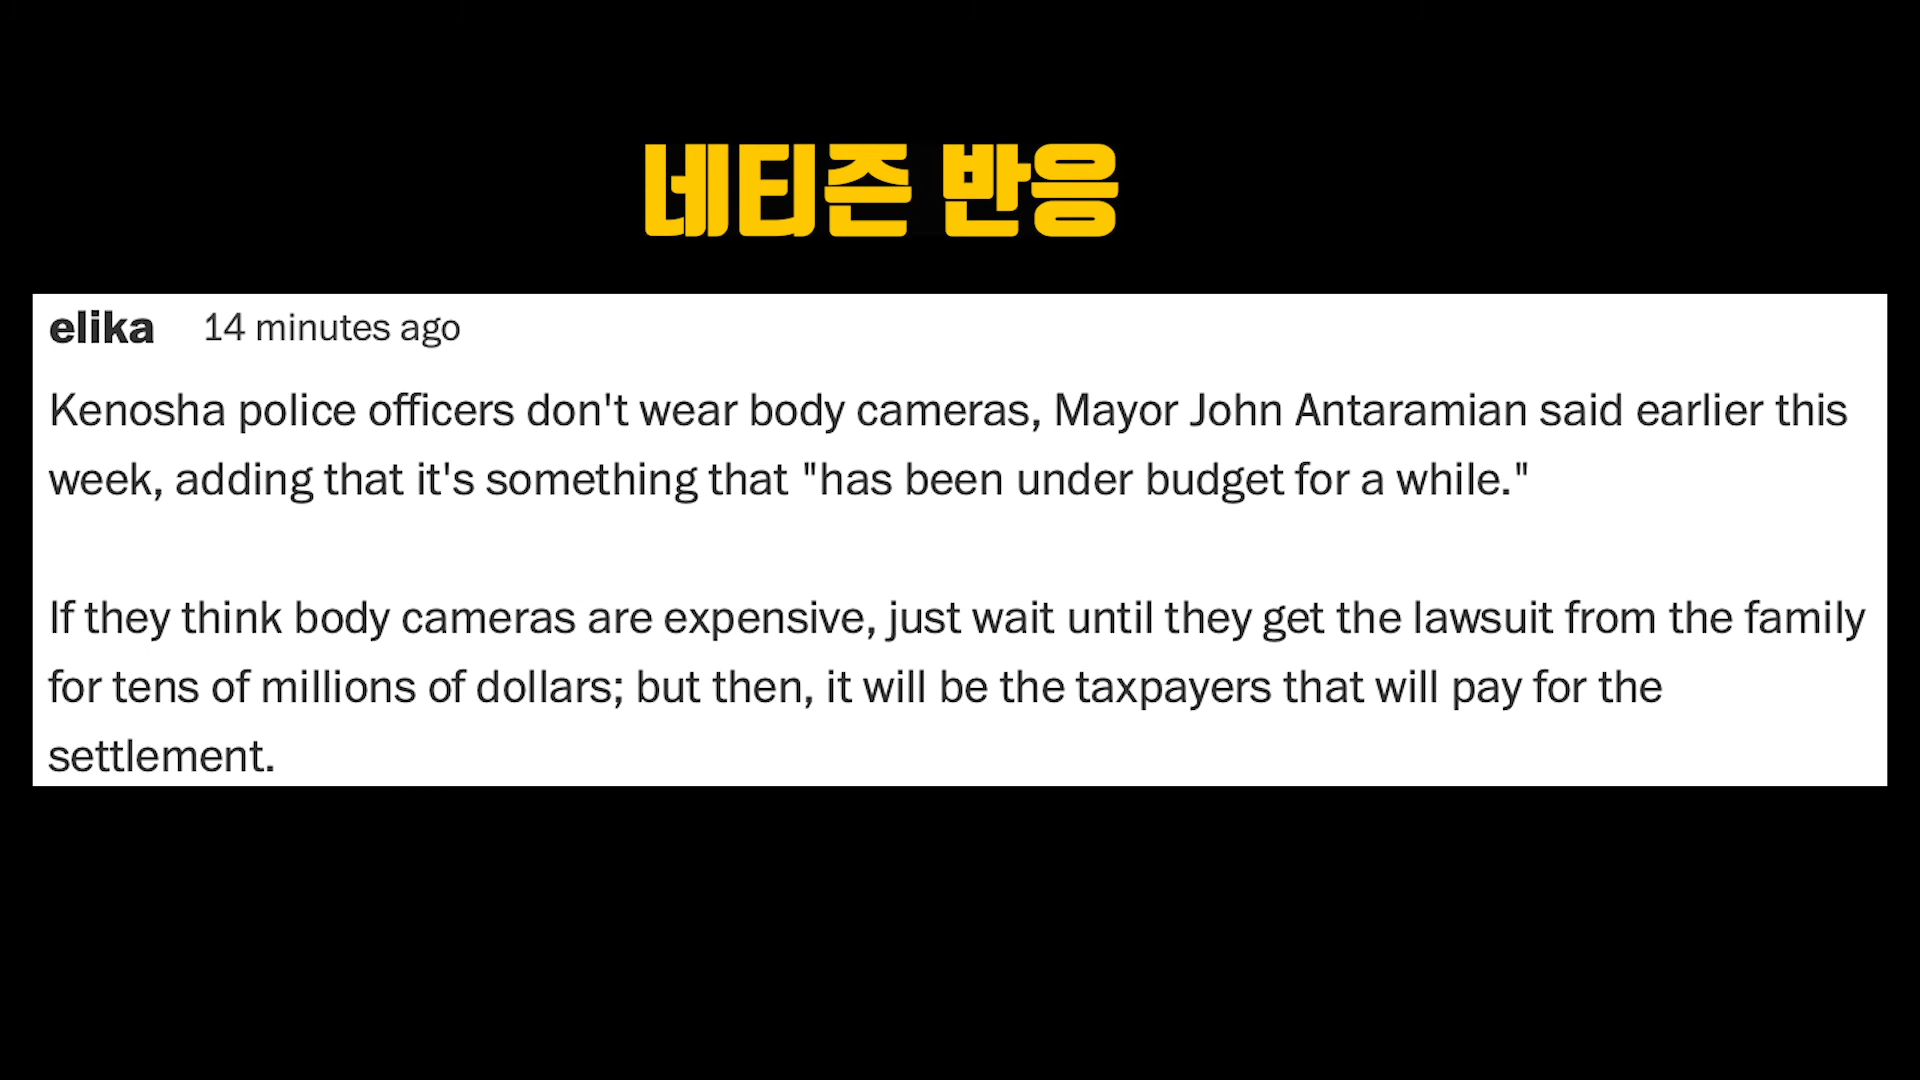 네티즌 반응
elika 14 minutes ago
Kenosha police officers don't wear body cameras, Mayor John Antaramian said earlier this
week, adding that it's something that "has been under budget for a while."
If they think body cameras are expensive, just wait until they get the lawsuit from the family
for tens of millions of dollars; but then, it will be the taxpayers that will pay for the
settlement.